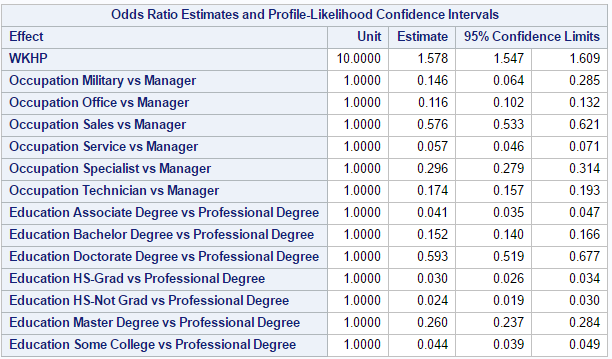 Odds Ratio Estimates and Profile-Likelihood Confidence Intervals
Effect Unit Estimate 95% Confidence Limits
WKHP 10.0000 1.578 1.547 1.609
Occupation Military vs Manager 1.0000 0.146 0.064 0.285
Occupation Office vs Manager 1.0000 0.116 0.102 0.132
Occupation Sales vs Manager 1.0000 0.576 0.533 0.621
Occupation Service vs Manager 1.0000 0.057 0.046 0.071
Occupation Specialist vs Manager 1.0000 0.296 0.279 0.314
Occupation Technician vs Manager 1.0000 0.174 0.157 0.193
Education Associate Degree vs Professional Degree 1.0000 0.041 0.035 0.047
Education Bachelor Degree vs Professional Degree 1.0000 0.152 0.140 0.166
Education Doctorate Degree vs Professional Degree 1.0000 0.593 0.519 0.677
Education HS-Grad vs Professional Degree 1.0000 0.030 0.026 0.034
Education HS-Not Grad vs Professional Degree 1.0000 0.024 0.019 0.030
Education Master Degree vs Professional Degree 1.0000 0.260 0.237 0.284
Education Some College vs Professional Degree 1.0000 0.044 0.039 0.049